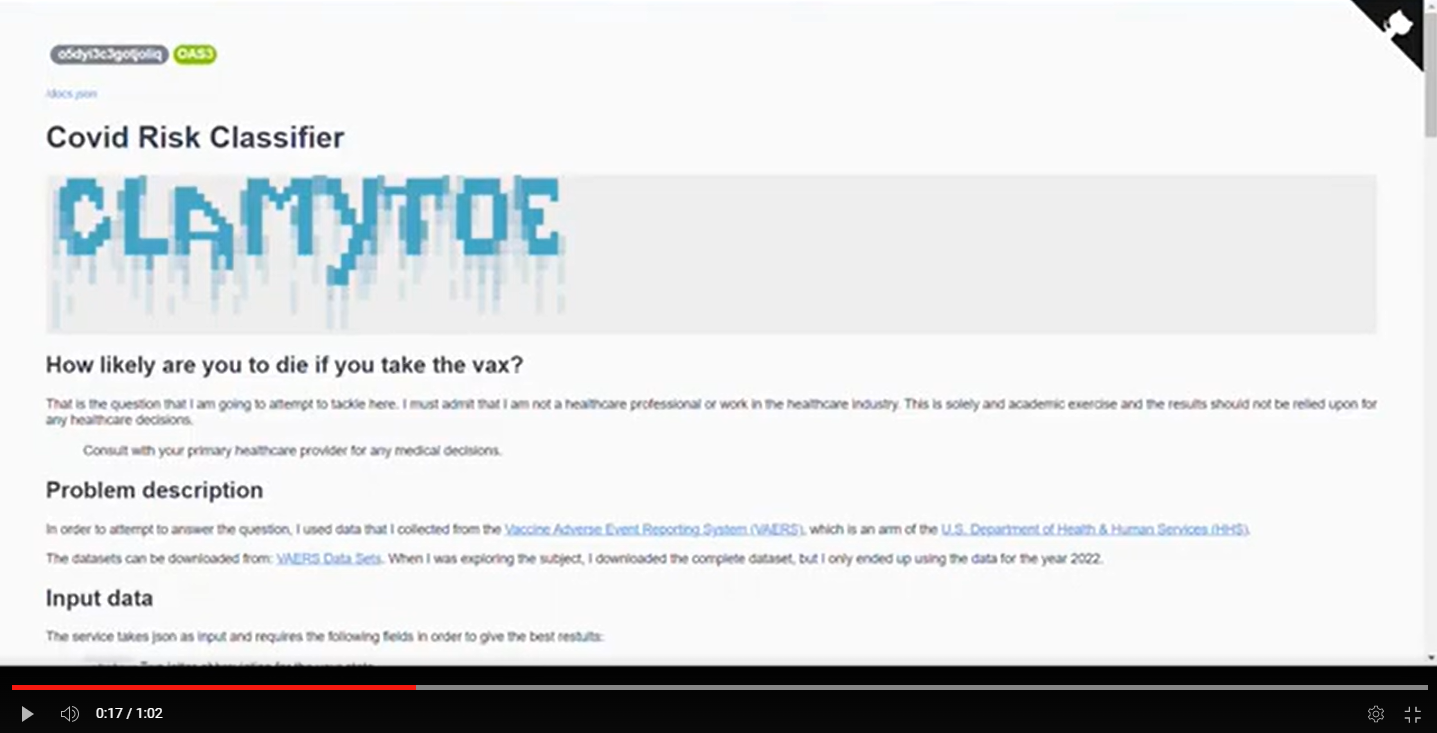 o5dyi3c3gotjoliq OAS3
/docs.json
Covid Risk Classifier
CLAMYTOE
How likely are you to die if you take the vax?
That is the question that I am going to attempt to tackle here. I must admit that I am not a healthcare professional or work in the healthcare industry. This is solely and academic exercise and the results should not be relied upon for
any healthcare decisions.
Consult with your primary healthcare provider for any medical decisions.
Problem description
In order to attempt to answer the question, I used data that I collected from the Vaccine Adverse Event Reporting System (VAERS), which is an arm of the U.S. Department of Health & Human Services (HHS).
The datasets can be downloaded from: VAERS Data Sets. When I was exploring the subject, I downloaded the complete dataset, but I only ended up using the data for the year 2022.
Input data
The service takes json as input and requires the following fields in order to give the best restults:
0:17 / 1:02